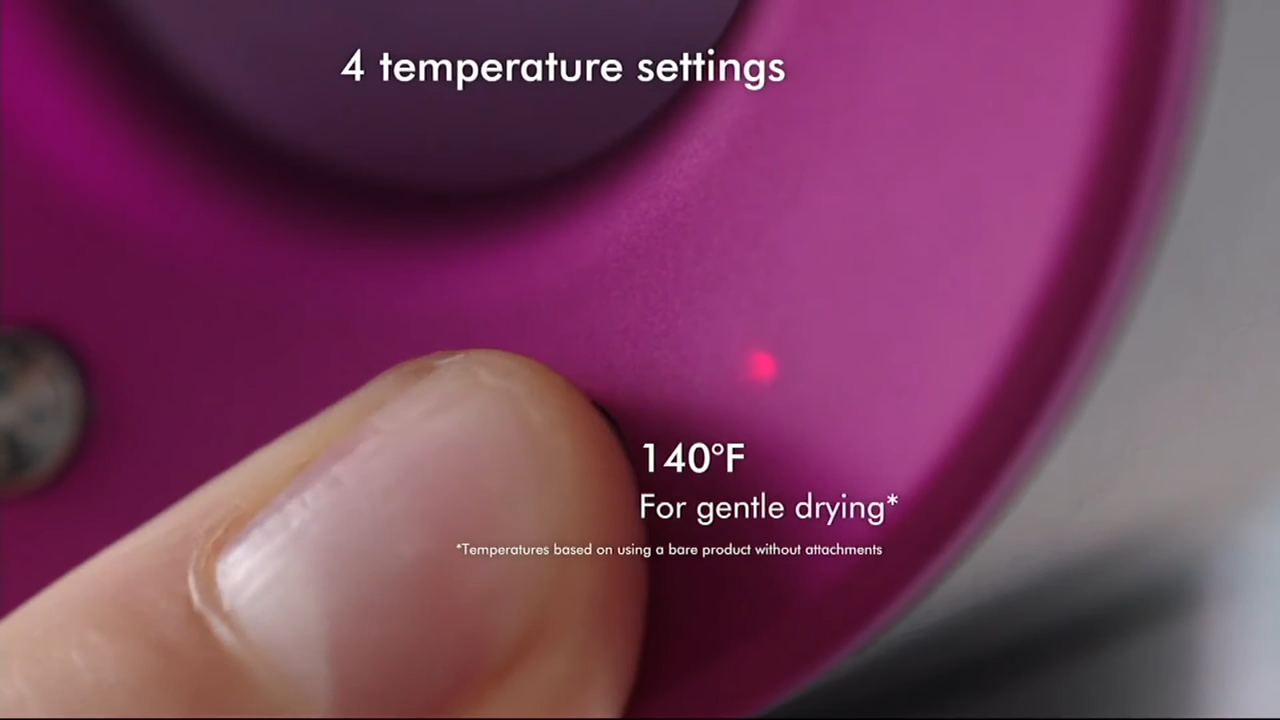 4 temperature settings
140°F
For gentle drying*
*Temperatures based on using a bare product without attachments